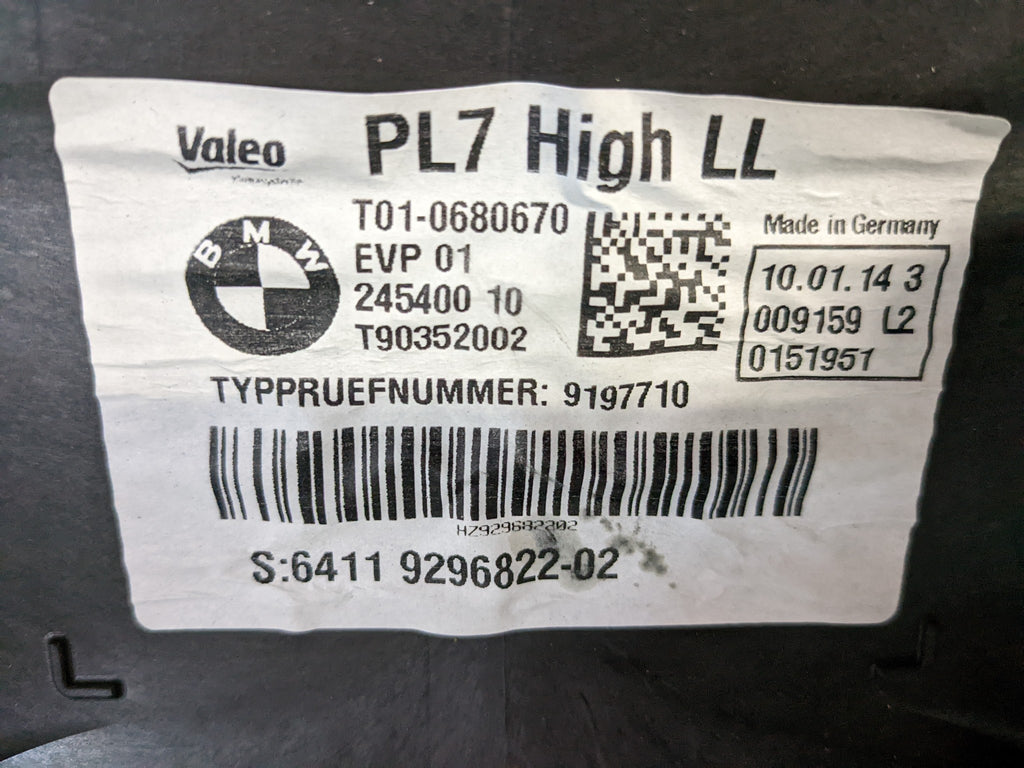 Valeo
PL7 High LL
BMW
T01-0680670
EVP 01
245400 10
T90352002
Made in Germany
10.01.14 3
009159 L2
0151951
TYPPRUEFNUMMER: 9197710
HZ929682202
S:6411 9296822-02